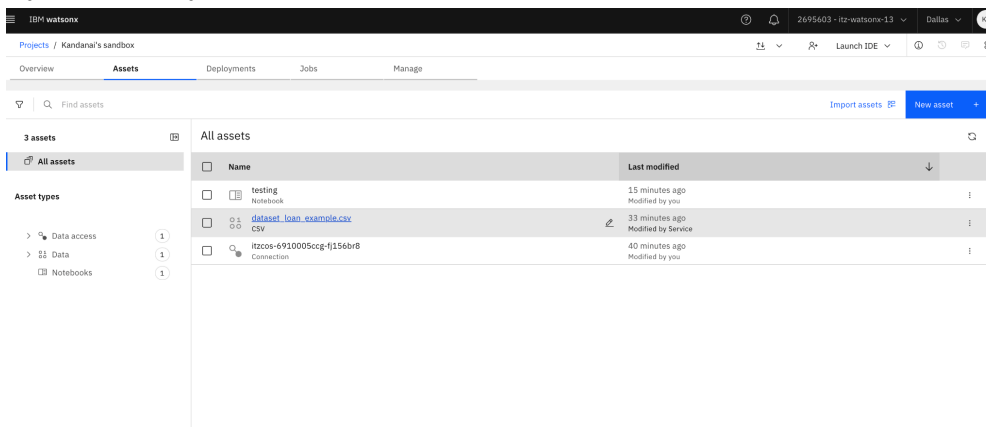 IBM watsonx
2695603 - itz-watsonx-13
Dallas
Projects / Kandanai's sandbox
Launch IDE
Overview
Assets
Deployments
Jobs
Manage
Find assets
Import assets
New asset +
3 assets
All assets
All assets
Name
Last modified
Asset types
testing
Notebook
15 minutes ago
Modified by you
dataset_loan_example.csv
CSV
33 minutes ago
Modified by Service
Data access
1
Data
1
Notebooks
1
itzcos-6910005ccg-fj156br8
Connection
40 minutes ago
Modified by you